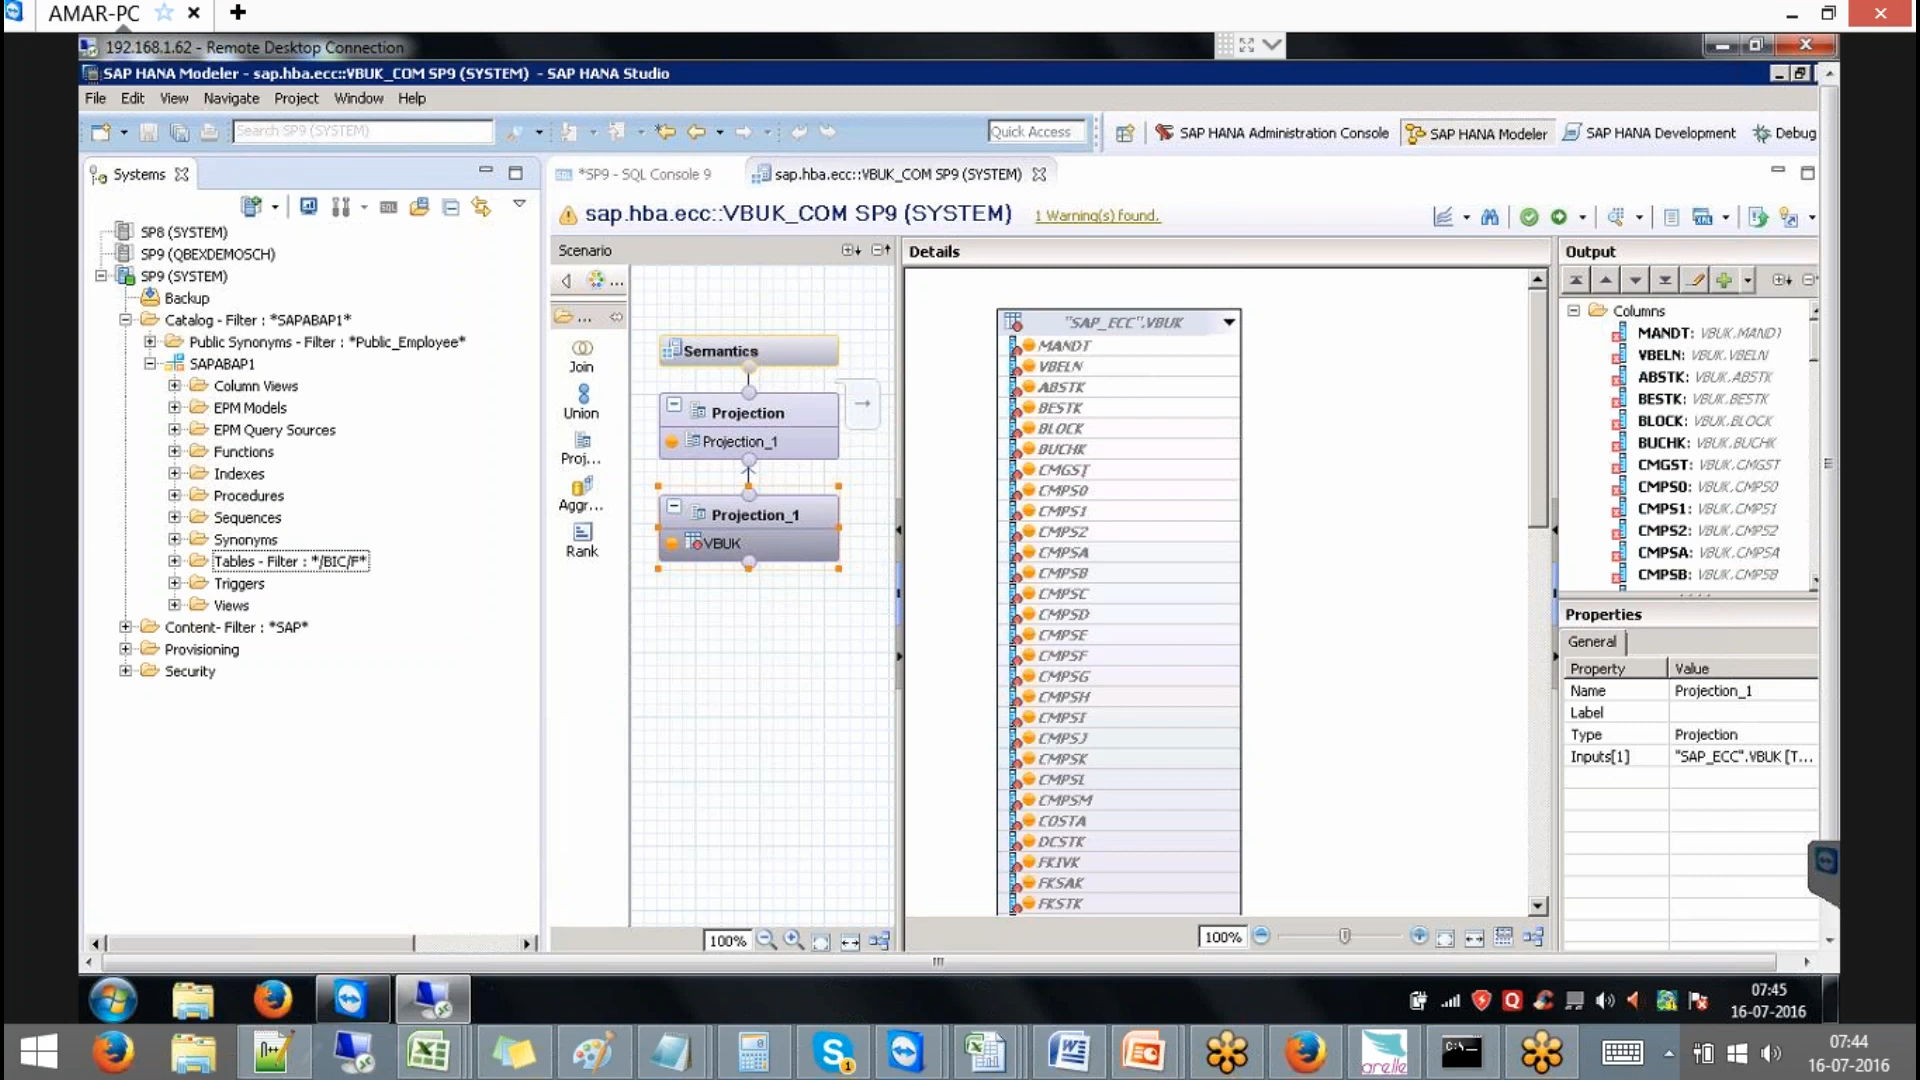 AMAR-PC
192.168.1.62 - Remote Desktop Connection
SAP HANA Modeler - sap.hba.ecc::VBUK_COM SP9 (SYSTEM) - SAP HANA Studio
File Edit View Navigate Project Window Help
Search SP9 (SYSTEM)
Quick Access
SAP HANA Administration Console
SAP HANA Modeler
SAP HANA Development
Debug
Systems
SP8 (SYSTEM)
SP9 (QBEXDEMOSCH)
SP9 (SYSTEM)
Backup
Catalog - Filter : *SAPABAP1*
Public Synonyms - Filter : *Public_Employee*
SAPABAP1
Column Views
EPM Models
EPM Query Sources
Functions
Indexes
Procedures
Sequences
Synonyms
Tables - Filter : */BIC/F*
Triggers
Views
Content- Filter : *SAP*
Provisioning
Security
*SP9 - SQL Console 9
sap.hba.ecc::VBUK_COM SP9 (SYSTEM)
sap.hba.ecc::VBUK_COM SP9 (SYSTEM)
1 Warning(s) found.
Scenario
...
...
Join
Union
Proj...
Aggr...
Rank
Semantics
Projection
Projection_1
Projection_1
VBUK
100%
Details
"SAP_ECC".VBUK
MANDT
VBELN
ABSTK
BESTK
BLOCK
BUCHK
CMGST
CMPS0
CMPS1
CMPS2
CMPSA
CMPSB
CMPSC
CMPSD
CMPSE
CMPSF
CMPSG
CMPSH
CMPSI
CMPSJ
CMPSK
CMPSL
CMPSM
COSTA
DCSTK
FKIVK
FKSAK
FKSTK
100%
Output
Columns
MANDT: VBUK.MANDT
VBELN: VBUK.VBELN
ABSTK: VBUK.ABSTK
BESTK: VBUK.BESTK
BLOCK: VBUK.BLOCK
BUCHK: VBUK.BUCHK
CMGST: VBUK.CMGST
CMPS0: VBUK.CMPS0
CMPS1: VBUK.CMPS1
CMPS2: VBUK.CMPS2
CMPSA: VBUK.CMPSA
CMPSB: VBUK.CMPSB
Properties
General
Property Value
Name Projection_1
Label
Type Projection
Inputs[1] "SAP_ECC".VBUK [T...
07:45
16-07-2016
arelle
07:44
16-07-2016